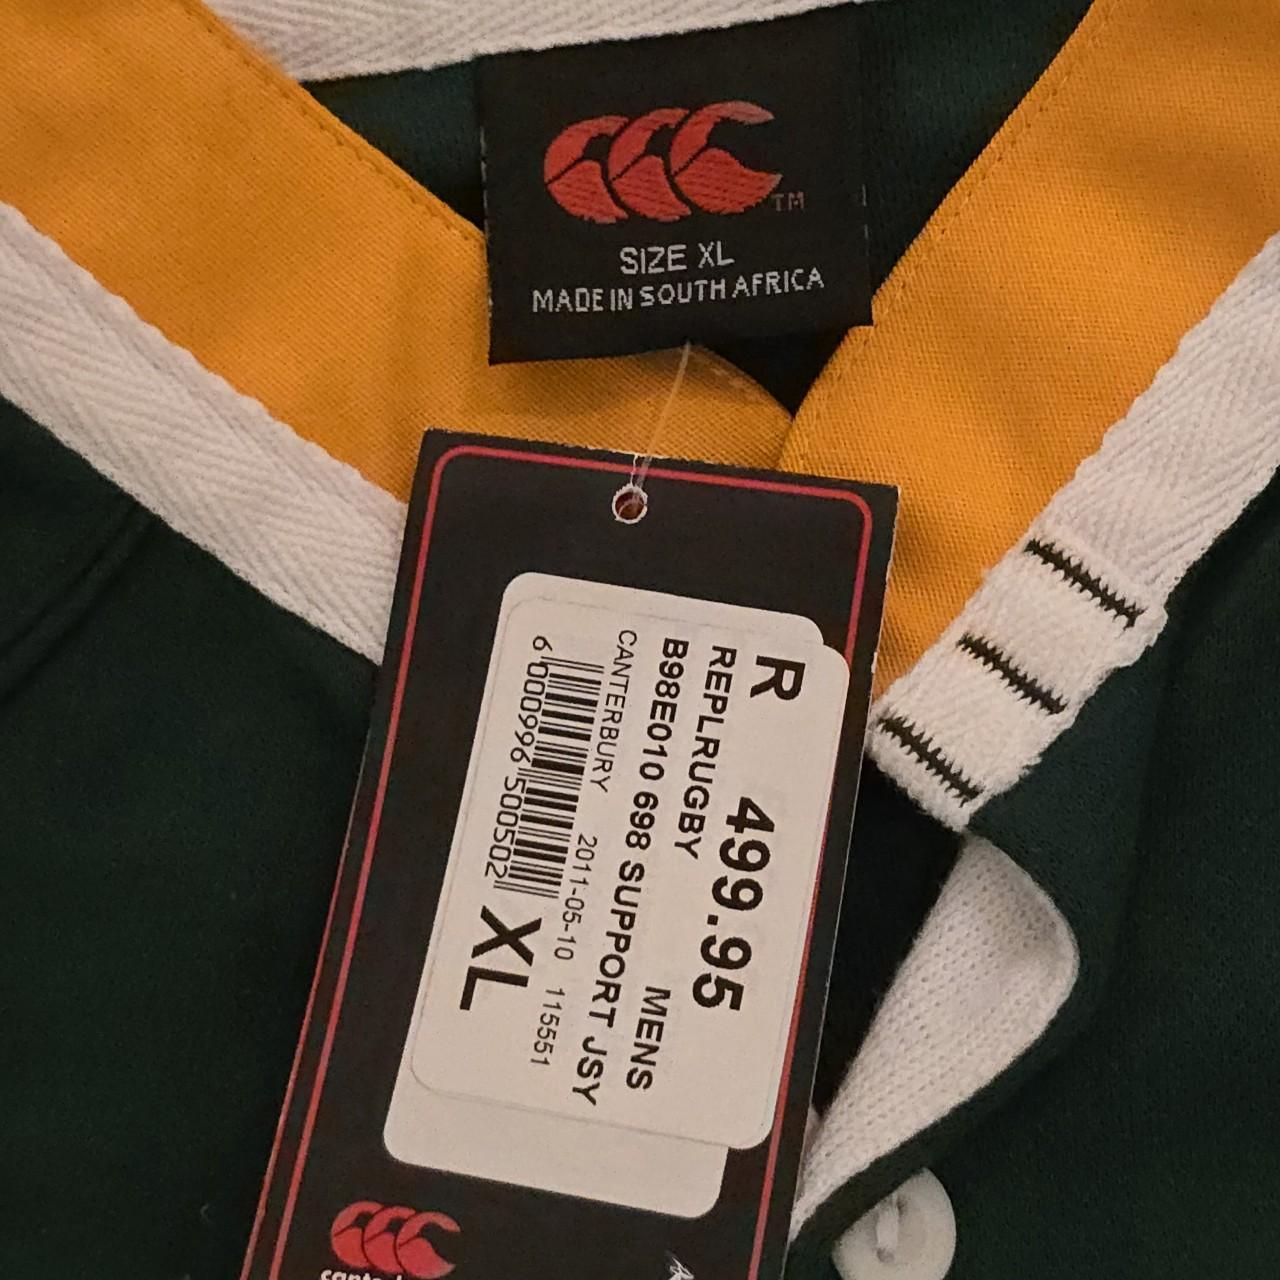 TM
SIZE XL
MADE IN SOUTH AFRICA
R 499.95
REPLRUGBY MENS
B98E010 698 SUPPORT JSY
CANTERBURY 2011-05-10 115551
6 000996 500502 XL